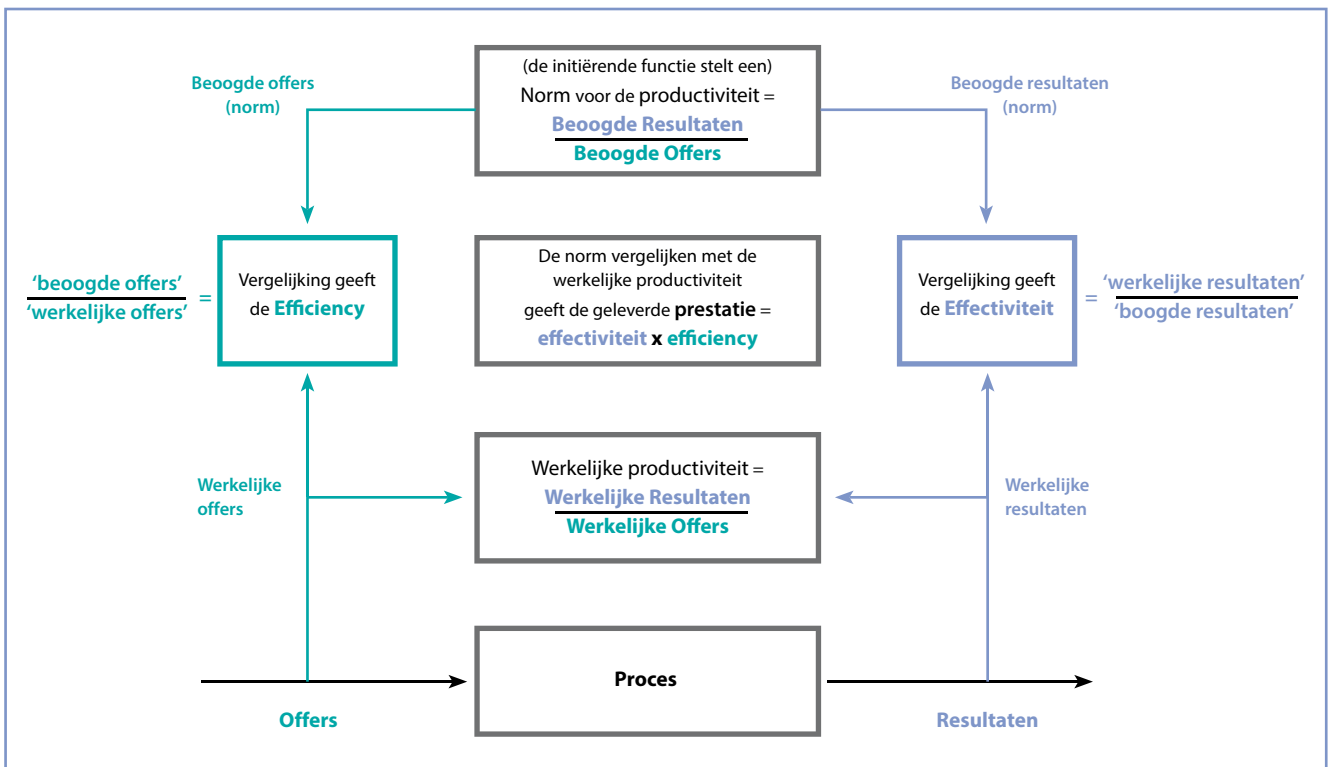 Beoogde offers
(norm)
(de initiërende functie stelt een)
Norm voor de productiviteit =
Beoogde Resultaten
Beoogde Offers
Beoogde resultaten
(norm)
'beoogde offers'
'werkelijke offers'
=
Vergelijking geeft
de Efficiency
De norm vergelijken met de
werkelijke productiviteit
geeft de geleverde prestatie =
effectiviteit x efficiency
Vergelijking geeft
de Effectiviteit
=
'werkelijke resultaten'
'boogde resultaten'
Werkelijke
offers
Werkelijke productiviteit =
Werkelijke Resultaten
Werkelijke Offers
Werkelijke
resultaten
Proces
Offers
Resultaten